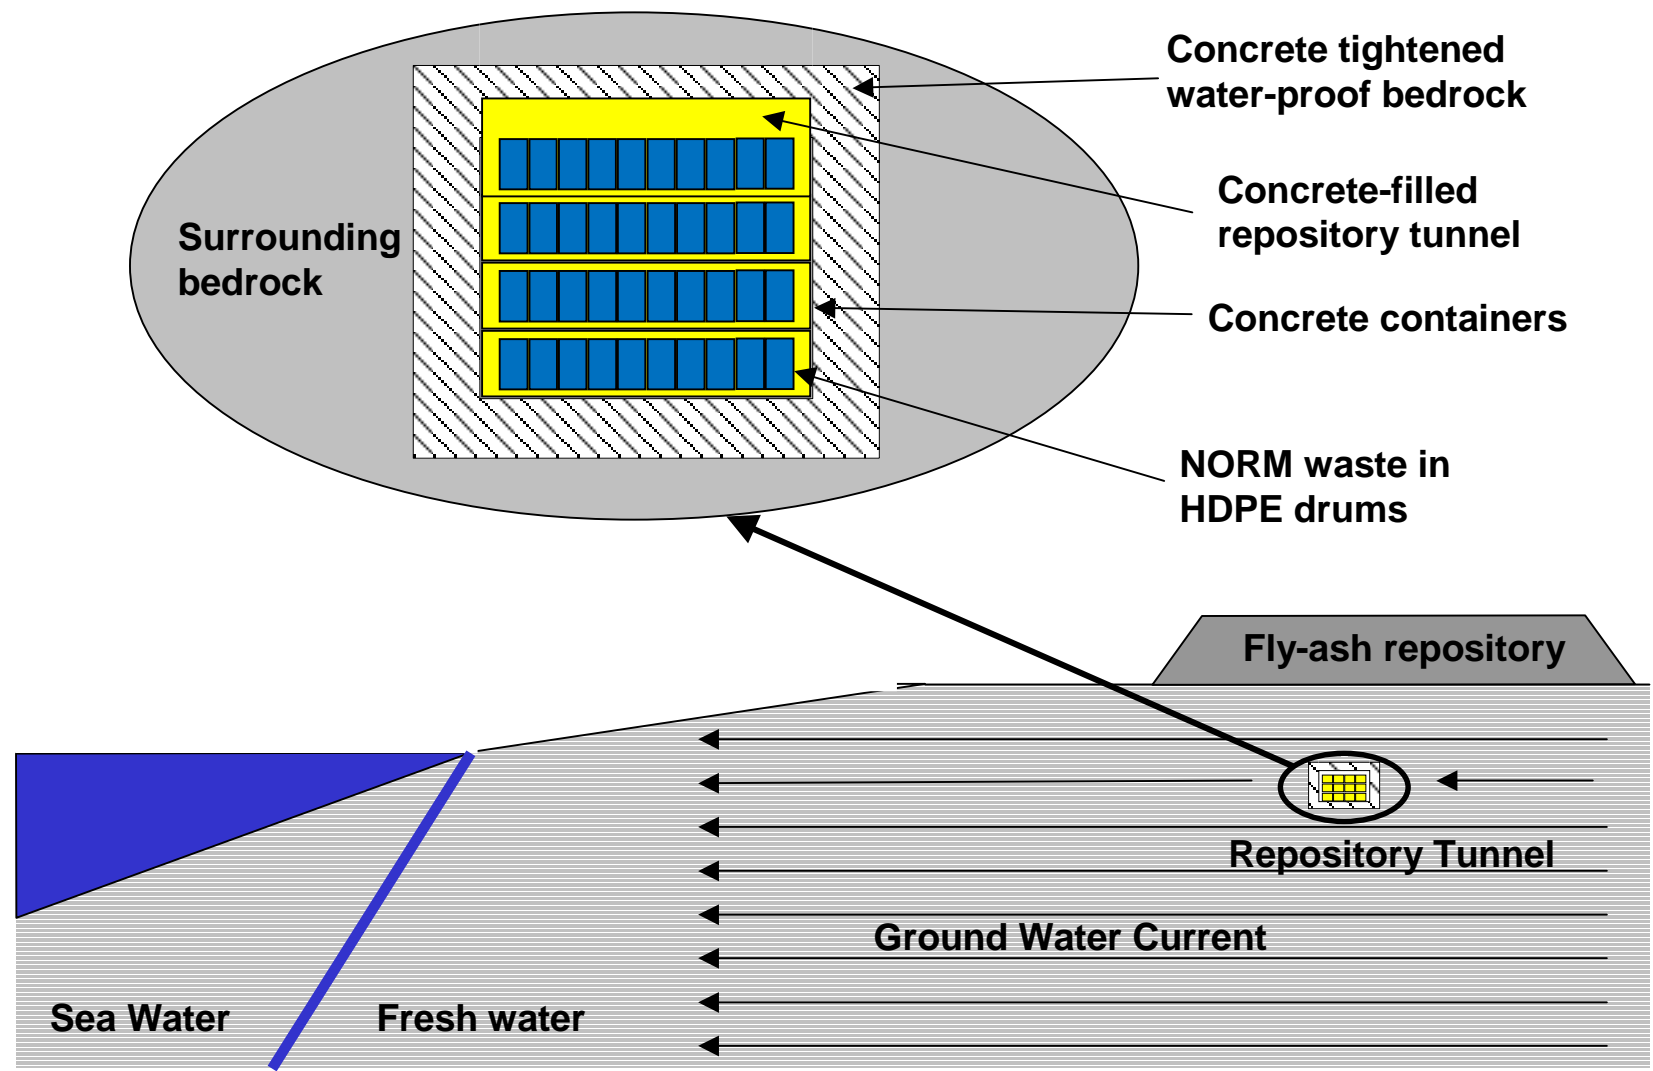 Concrete tightened
water-proof bedrock
Concrete-filled
repository tunnel
Surrounding
bedrock
Concrete containers
NORM waste in
HDPE drums
Fly-ash repository
Repository Tunnel
Ground Water Current
Sea Water
Fresh water